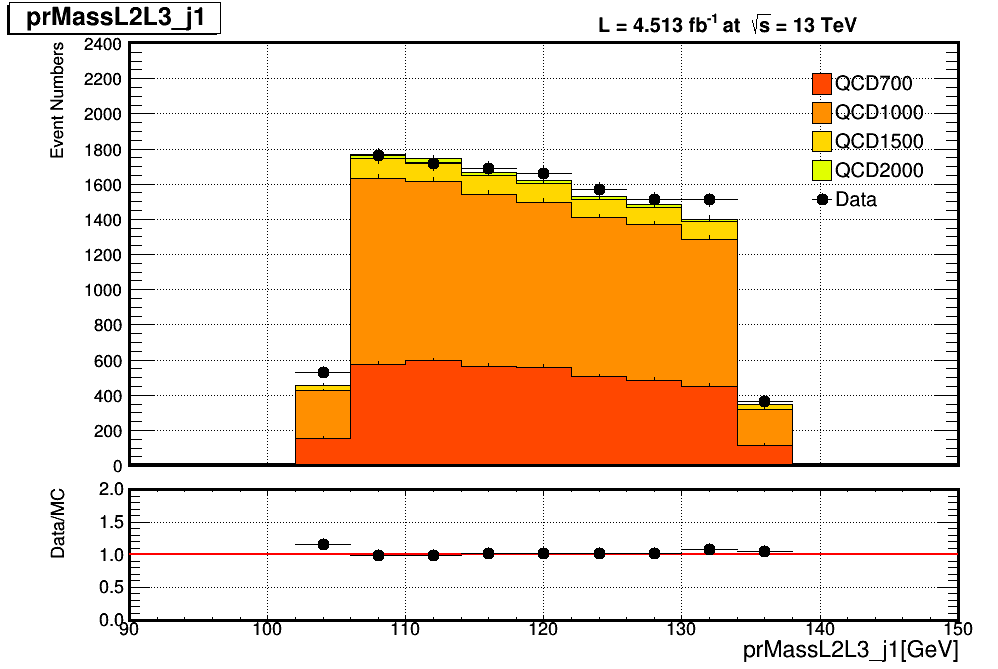 prMassL2L3_j1
L = 4.513 fb⁻¹ at √s = 13 TeV
Event Numbers
2400
2200
2000
1800
1600
1400
1200
1000
800
600
400
200
0
QCD700
QCD1000
QCD1500
QCD2000
Data
Data/MC
2.0
1.5
1.0
0.5
0.0
90 100 110 120 130 140 150
prMassL2L3_j1[GeV]